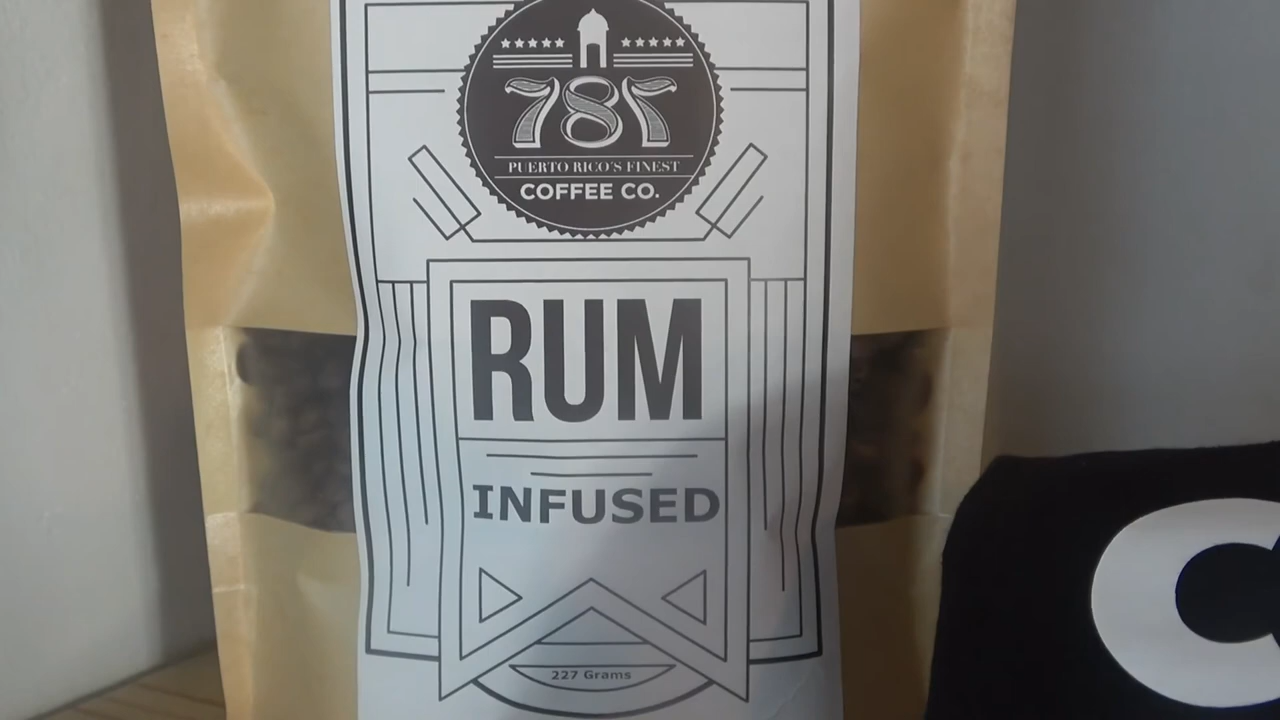 787
PUERTO RICO'S FINEST
COFFEE CO.
RUM
INFUSED
227 Grams
C